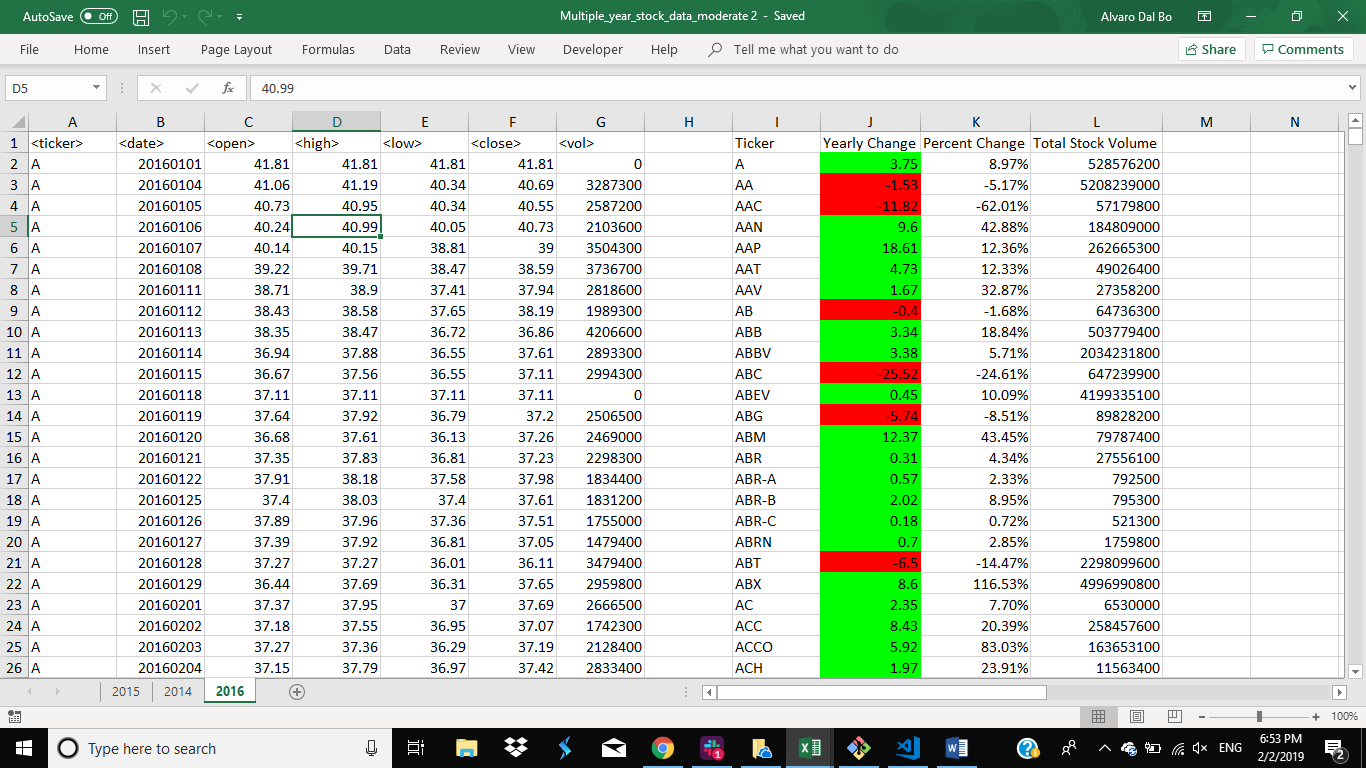 AutoSave Off Multiple_year_stock_data_moderate 2 - Saved Alvaro Dal Bo
File Home Insert Page Layout Formulas Data Review View Developer Help Tell me what you want to do Share Comments
D5 fx 40.99
A B C D E F G H I J K L M N
1 <ticker> <date> <open> <high> <low> <close> <vol> Ticker Yearly Change Percent Change Total Stock Volume
2 A 20160101 41.81 41.81 41.81 41.81 0 A 3.75 8.97% 528576200
3 A 20160104 41.06 41.19 40.34 40.69 3287300 AA -1.53 -5.17% 5208239000
4 A 20160105 40.73 40.95 40.34 40.55 2587200 AAC -11.82 -62.01% 57179800
5 A 20160106 40.24 40.99 40.05 40.73 2103600 AAN 9.6 42.88% 184809000
6 A 20160107 40.14 40.15 38.81 39 3504300 AAP 18.61 12.36% 262665300
7 A 20160108 39.22 39.71 38.47 38.59 3736700 AAT 4.73 12.33% 49026400
8 A 20160111 38.71 38.9 37.41 37.94 2818600 AAV 1.67 32.87% 27358200
9 A 20160112 38.43 38.58 37.65 38.19 1989300 AB -0.4 -1.68% 64736300
10 A 20160113 38.35 38.47 36.72 36.86 4206600 ABB 3.34 18.84% 503779400
11 A 20160114 36.94 37.88 36.55 37.61 2893300 ABBV 3.38 5.71% 2034231800
12 A 20160115 36.67 37.56 36.55 37.11 2994300 ABC -25.52 -24.61% 647239900
13 A 20160118 37.11 37.11 37.11 37.11 0 ABEV 0.45 10.09% 4199335100
14 A 20160119 37.64 37.92 36.79 37.2 2506500 ABG -5.74 -8.51% 89828200
15 A 20160120 36.68 37.61 36.13 37.26 2469000 ABM 12.37 43.45% 79787400
16 A 20160121 37.35 37.83 36.81 37.23 2298300 ABR 0.31 4.34% 27556100
17 A 20160122 37.91 38.18 37.58 37.98 1834400 ABR-A 0.57 2.33% 792500
18 A 20160125 37.4 38.03 37.4 37.61 1831200 ABR-B 2.02 8.95% 795300
19 A 20160126 37.89 37.96 37.36 37.51 1755000 ABR-C 0.18 0.72% 521300
20 A 20160127 37.39 37.92 36.81 37.05 1479400 ABRN 0.7 2.85% 1759800
21 A 20160128 37.27 37.27 36.01 36.11 3479400 ABT -6.5 -14.47% 2298099600
22 A 20160129 36.44 37.69 36.31 37.65 2959800 ABX 8.6 116.53% 4996990800
23 A 20160201 37.37 37.95 37 37.69 2666500 AC 2.35 7.70% 6530000
24 A 20160202 37.18 37.55 36.95 37.07 1742300 ACC 8.43 20.39% 258457600
25 A 20160203 37.27 37.36 36.29 37.19 2128400 ACCO 5.92 83.03% 163653100
26 A 20160204 37.15 37.79 36.97 37.42 2833400 ACH 1.97 23.91% 11563400
2015 2014 2016
100%
Type here to search 1 ENG 6:53 PM
2/2/2019 2